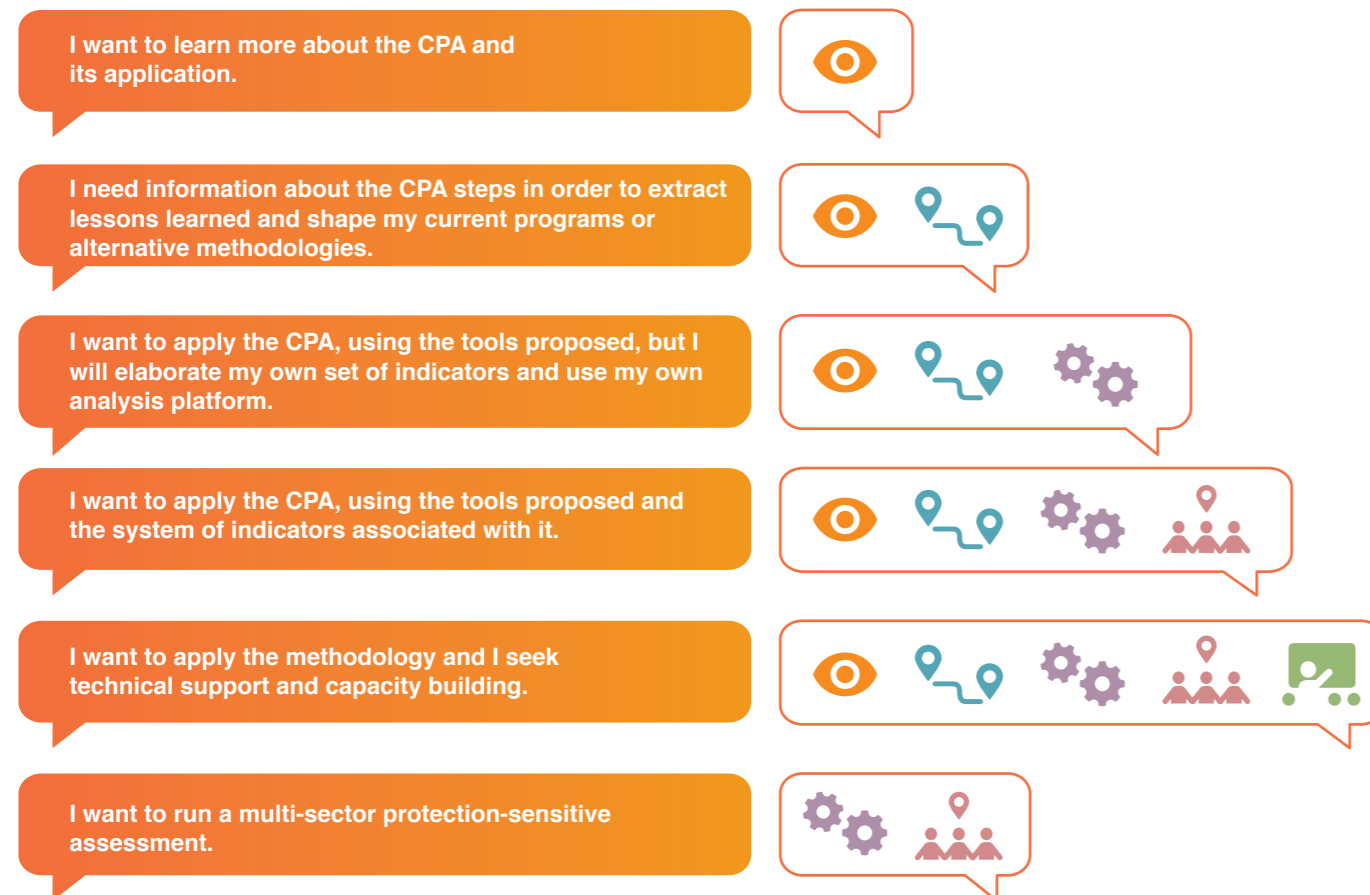 I want to learn more about the CPA and
its application.
I need information about the CPA steps in order to extract
lessons learned and shape my current programs or
alternative methodologies.
I want to apply the CPA, using the tools proposed, but I
will elaborate my own set of indicators and use my own
analysis platform.
I want to apply the CPA, using the tools proposed and
the system of indicators associated with it.
I want to apply the methodology and I seek
technical support and capacity building.
I want to run a multi-sector protection-sensitive
assessment.